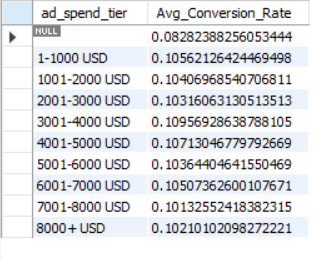 ad_spend_tier Avg_Conversion_Rate
NULL 0.08282388256053444
1-1000 USD 0.10562126424469498
1001-2000 USD 0.10406968540706811
2001-3000 USD 0.10316063130513513
3001-4000 USD 0.10956928638788105
4001-5000 USD 0.10713046779792669
5001-6000 USD 0.10364404641550469
6001-7000 USD 0.10507362600107671
7001-8000 USD 0.10132552418382315
8000+USD 0.10210102098272221